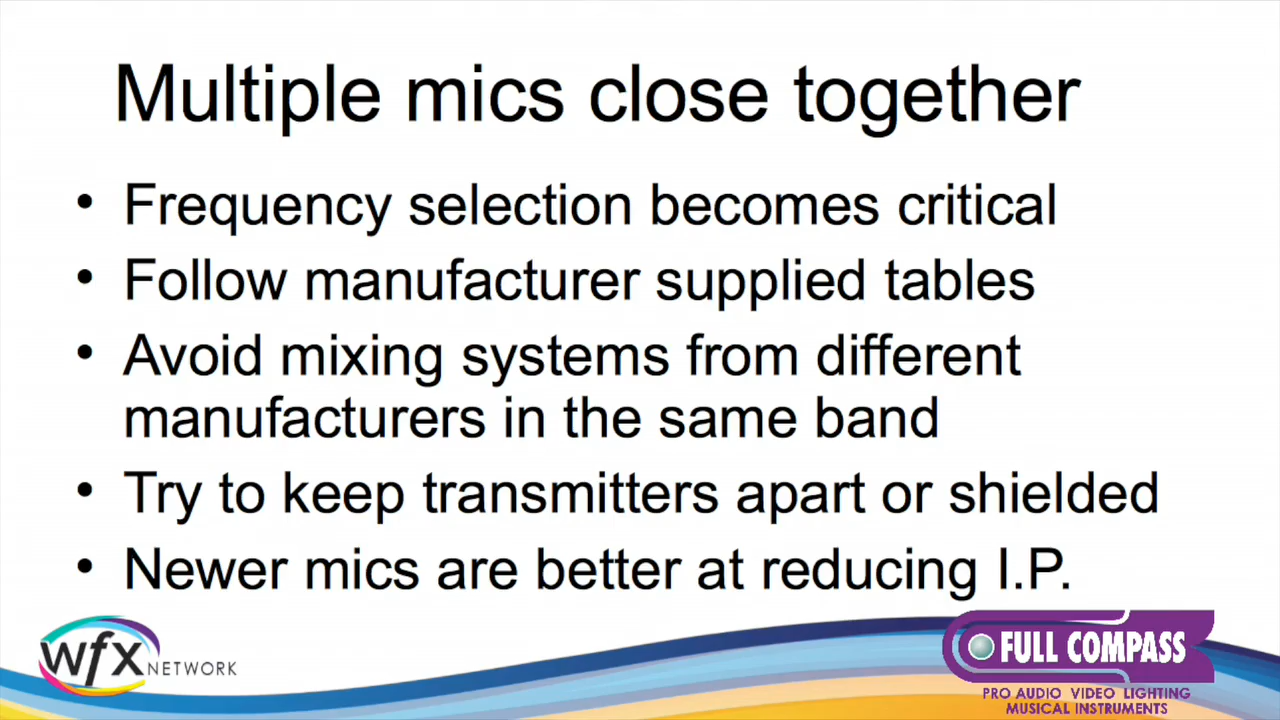 Multiple mics close together
• Frequency selection becomes critical
• Follow manufacturer supplied tables
• Avoid mixing systems from different
manufacturers in the same band
• Try to keep transmitters apart or shielded
• Newer mics are better at reducing I.P.
wfx NETWORK
FULL COMPASS
PRO AUDIO VIDEO LIGHTING
MUSICAL INSTRUMENTS